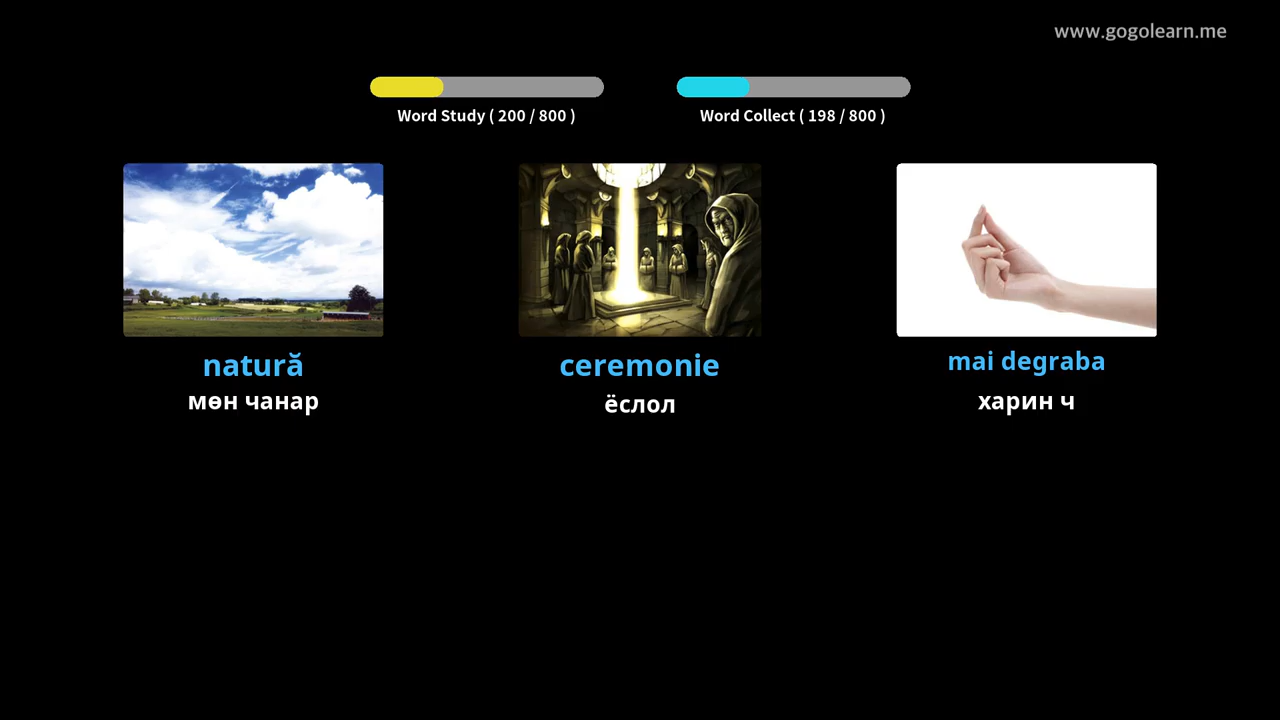 www.gogolearn.me
Word Study ( 200 / 800 )
Word Collect ( 198 / 800 )
natură
ceremonie
mai degraba
мөн чанар
ёслол
харин ч